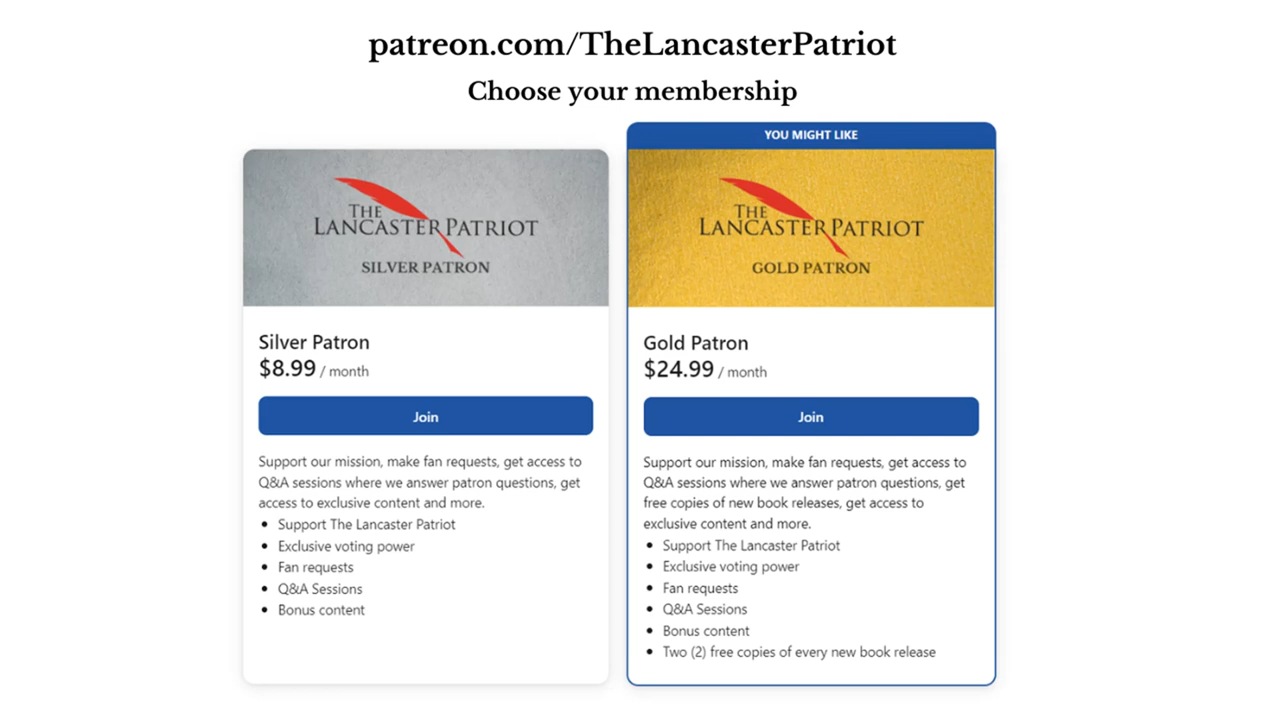 patreon.com/TheLancasterPatriot
Choose your membership
THE
LANCASTER PATRIOT
SILVER PATRON
Silver Patron
$8.99 / month
Join
Support our mission, make fan requests, get access to
Q&A sessions where we answer patron questions, get
access to exclusive content and more.
• Support The Lancaster Patriot
• Exclusive voting power
• Fan requests
• Q&A Sessions
• Bonus content
YOU MIGHT LIKE
THE
LANCASTER PATRIOT
GOLD PATRON
Gold Patron
$24.99 / month
Join
Support our mission, make fan requests, get access to
Q&A sessions where we answer patron questions, get
free copies of new book releases, get access to
exclusive content and more.
• Support The Lancaster Patriot
• Exclusive voting power
• Fan requests
• Q&A Sessions
• Bonus content
• Two (2) free copies of every new book release